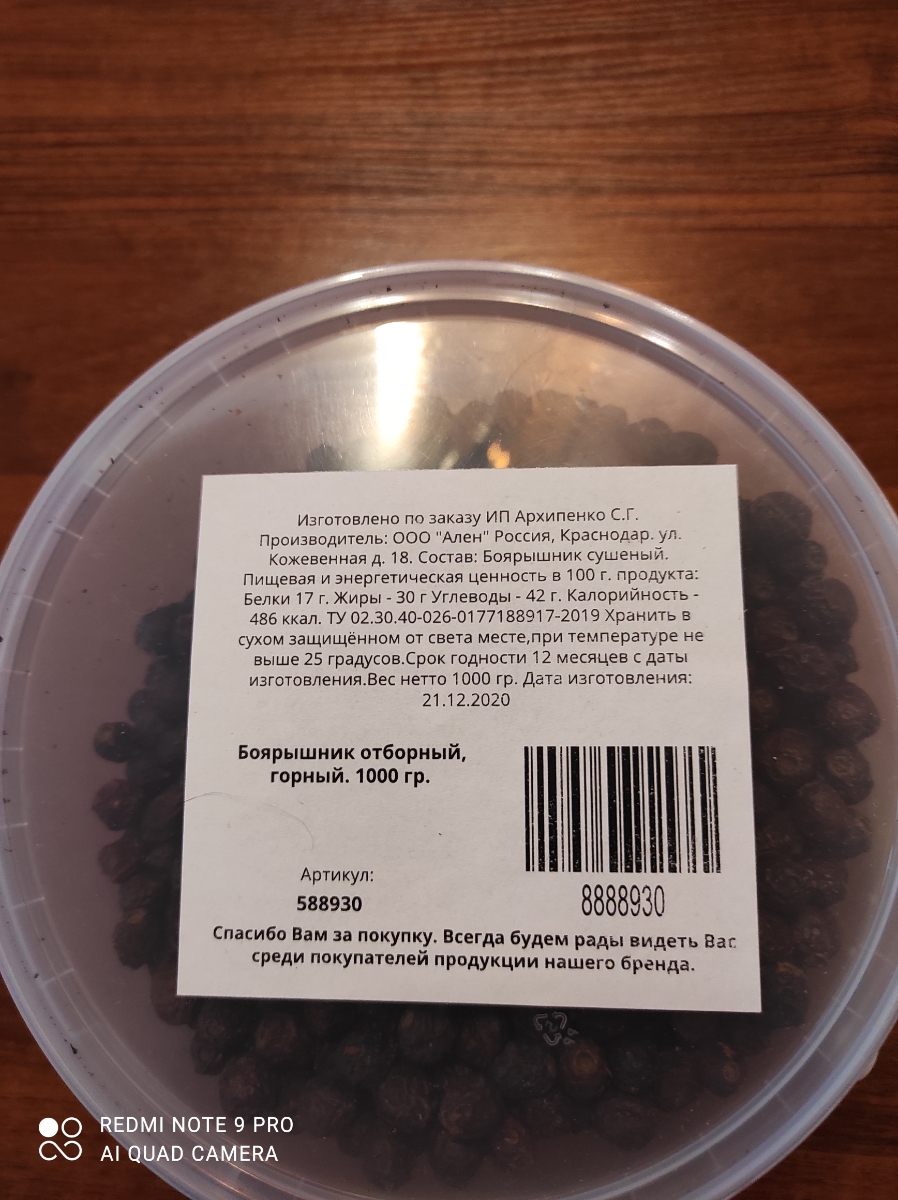 Изготовлено по заказу ИП Архипенко С.Г.
Производитель: ООО "Ален" Россия, Краснодар. ул.
Кожевенная д. 18. Состав: Боярышник сушеный.
Пищевая и энергетическая ценность в 100 г. продукта:
Белки 17 г. Жиры - 30 г Углеводы - 42 г. Калорийность -
486 ккал. ТУ 02.30.40-026-0177188917-2019 Хранить в
сухом защищённом от света месте,при температуре не
выше 25 градусов.Срок годности 12 месяцев с даты
изготовления.Вес нетто 1000 гр. Дата изготовления:
21.12.2020
Боярышник отборный,
горный. 1000 гр.
Артикул:
588930
8888930
Спасибо Вам за покупку. Всегда будем рады видеть Вас
среди покупателей продукции нашего бренда.
REDMI NOTE 9 PRO
AI QUAD CAMERA